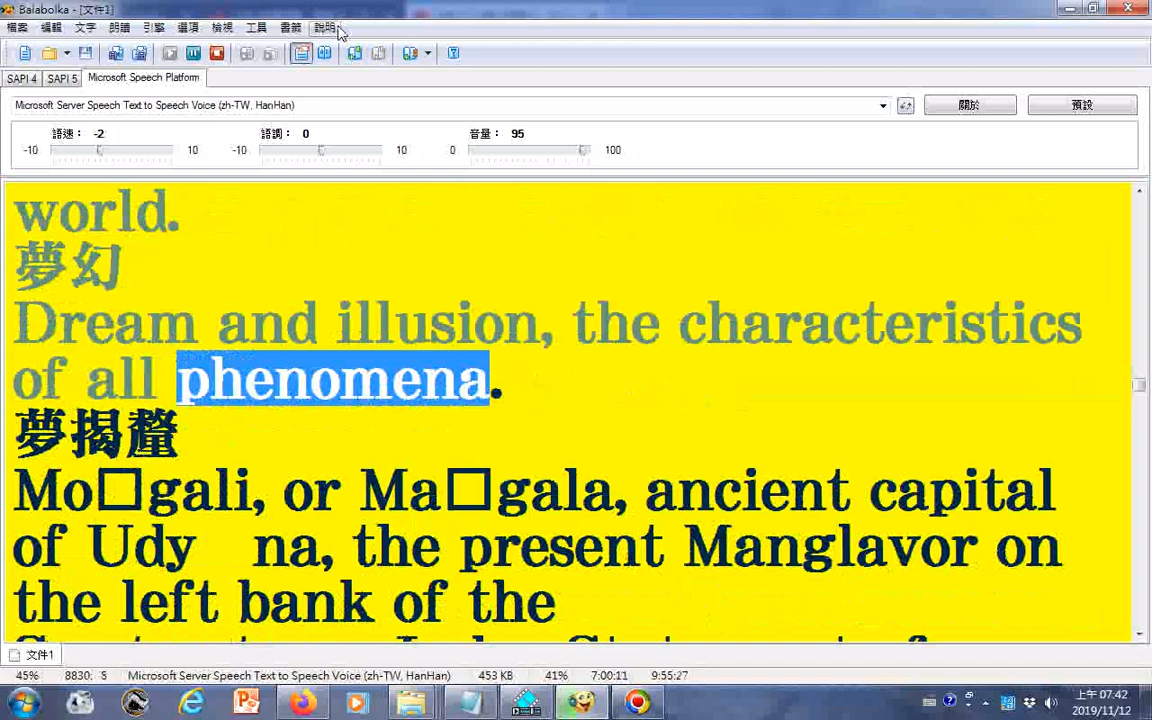 Balabolka - [文件1]
檔案 編輯 文字 朗讀 引擎 選項 檢視 工具 書籤 說明
SAPI 4 SAPI 5 Microsoft Speech Platform
Microsoft Server Speech Text to Speech Voice (zh-TW, HanHan) 關於 預設
語速： -2 語調： 0 音量： 95
-10 10 -10 10 0 100
world.
夢幻
Dream and illusion, the characteristics
of all phenomena.
夢揭釐
Mo□gali, or Ma□gala, ancient capital
of Udy na, the present Manglavor on
the left bank of the
文件1
45% 8830: 8 Microsoft Server Speech Text to Speech Voice (zh-TW, HanHan) 453 KB 41% 7:00:11 9:55:27
上午 07:42
2019/11/12